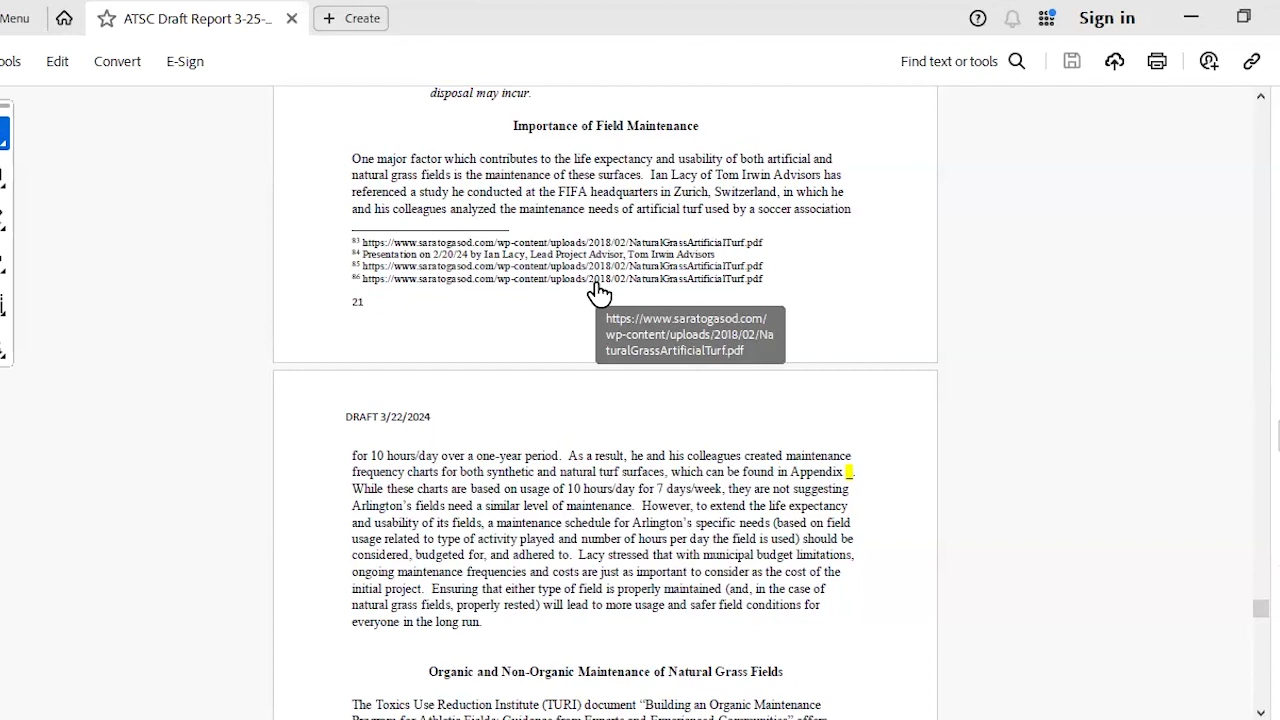 Menu
ATSC Draft Report 3-25-...
Create
Sign in
Edit
Convert
E-Sign
Find text or tools
disposal may incur.
Importance of Field Maintenance
One major factor which contributes to the life expectancy and usability of both artificial and
natural grass fields is the maintenance of these surfaces. Ian Lacy of Tom Irwin Advisors has
referenced a study he conducted at the FIFA headquarters in Zurich, Switzerland, in which he
and his colleagues analyzed the maintenance needs of artificial turf used by a soccer association
83 https://www.saratogasod.com/wp-content/uploads/2018/02/NaturalGrassArtificialTurf.pdf
84 Presentation on 2/20/24 by Ian Lacy, Lead Project Advisor, Tom Irwin Advisors
85 https://www.saratogasod.com/wp-content/uploads/2018/02/NaturalGrassArtificialTurf.pdf
86 https://www.saratogasod.com/wp-content/uploads/2018/02/NaturalGrassArtificialTurf.pdf
21
https://www.saratogasod.com/
wp-content/uploads/2018/02/Na
turalGrassArtificialTurf.pdf
DRAFT 3/22/2024
for 10 hours/day over a one-year period. As a result, he and his colleagues created maintenance
frequency charts for both synthetic and natural turf surfaces, which can be found in Appendix _.
While these charts are based on usage of 10 hours/day for 7 days/week, they are not suggesting
Arlington's fields need a similar level of maintenance. However, to extend the life expectancy
and usability of its fields, a maintenance schedule for Arlington's specific needs (based on field
usage related to type of activity played and number of hours per day the field is used) should be
considered, budgeted for, and adhered to. Lacy stressed that with municipal budget limitations,
ongoing maintenance frequencies and costs are just as important to consider as the cost of the
initial project. Ensuring that either type of field is properly maintained (and, in the case of
natural grass fields, properly rested) will lead to more usage and safer field conditions for
everyone in the long run.
Organic and Non-Organic Maintenance of Natural Grass Fields
The Toxics Use Reduction Institute (TURI) document "Building an Organic Maintenance
Program for Athletic Fields: Guidance from Experts and Experienced Communities" offers